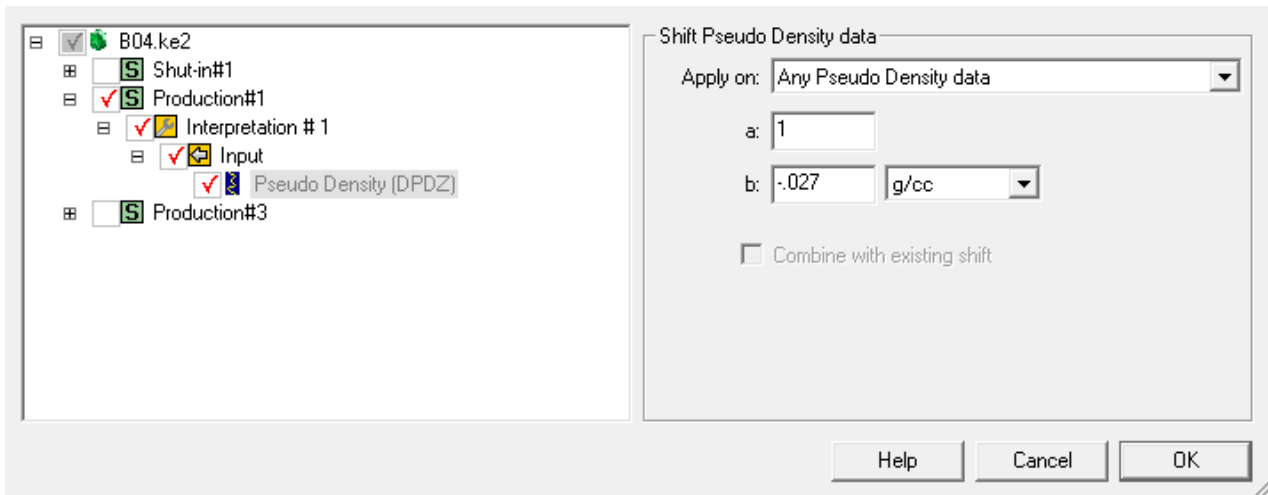 B04.ke2
S Shut-in#1
S Production#1
Interpretation # 1
Input
Pseudo Density (DPDZ)
S Production#3
Shift Pseudo Density data
Apply on: Any Pseudo Density data
a: 1
b: -.027 g/cc
Combine with existing shift
Help Cancel OK